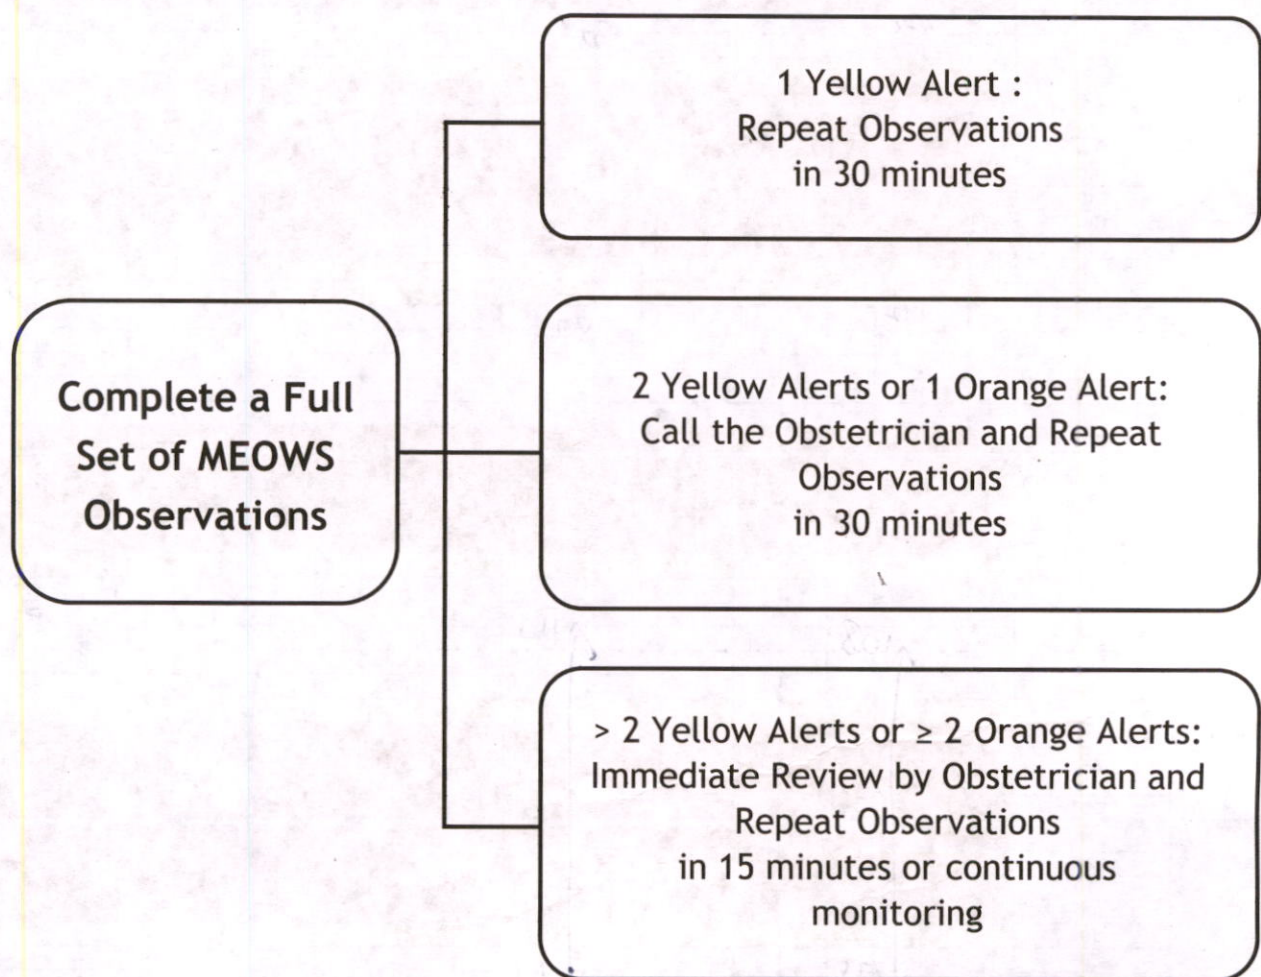 1 Yellow Alert :
Repeat Observations
in 30 minutes
Complete a Full
Set of MEOWS
Observations
2 Yellow Alerts or 1 Orange Alert:
Call the Obstetrician and Repeat
Observations
in 30 minutes
> 2 Yellow Alerts or ≥ 2 Orange Alerts:
Immediate Review by Obstetrician and
Repeat Observations
in 15 minutes or continuous
monitoring